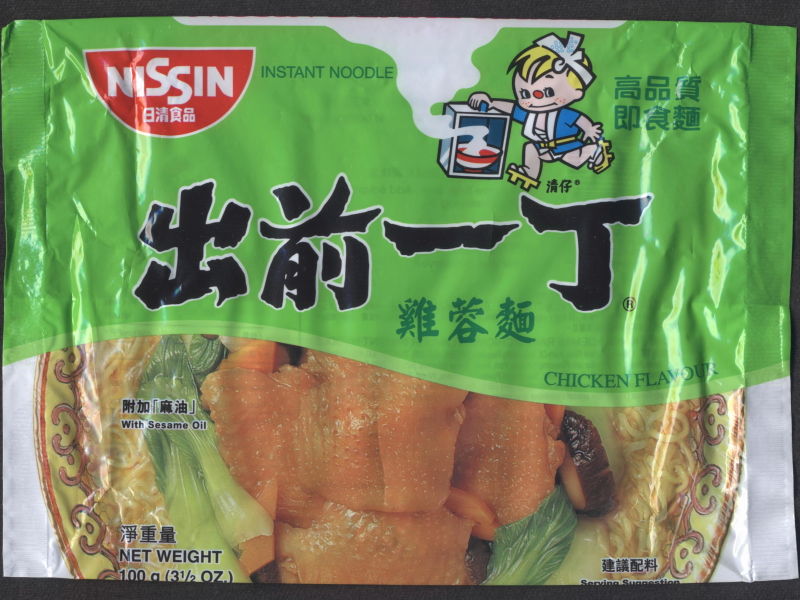 NISSIN
日清食品
INSTANT NOODLE
高品質
即食麵
清仔®
出前一丁®
雞蓉麵
CHICKEN FLAVOUR
附加「麻油」
With Sesame Oil
淨重量
NET WEIGHT
100 g (3½ OZ.)
建議配料
Serving Suggestion